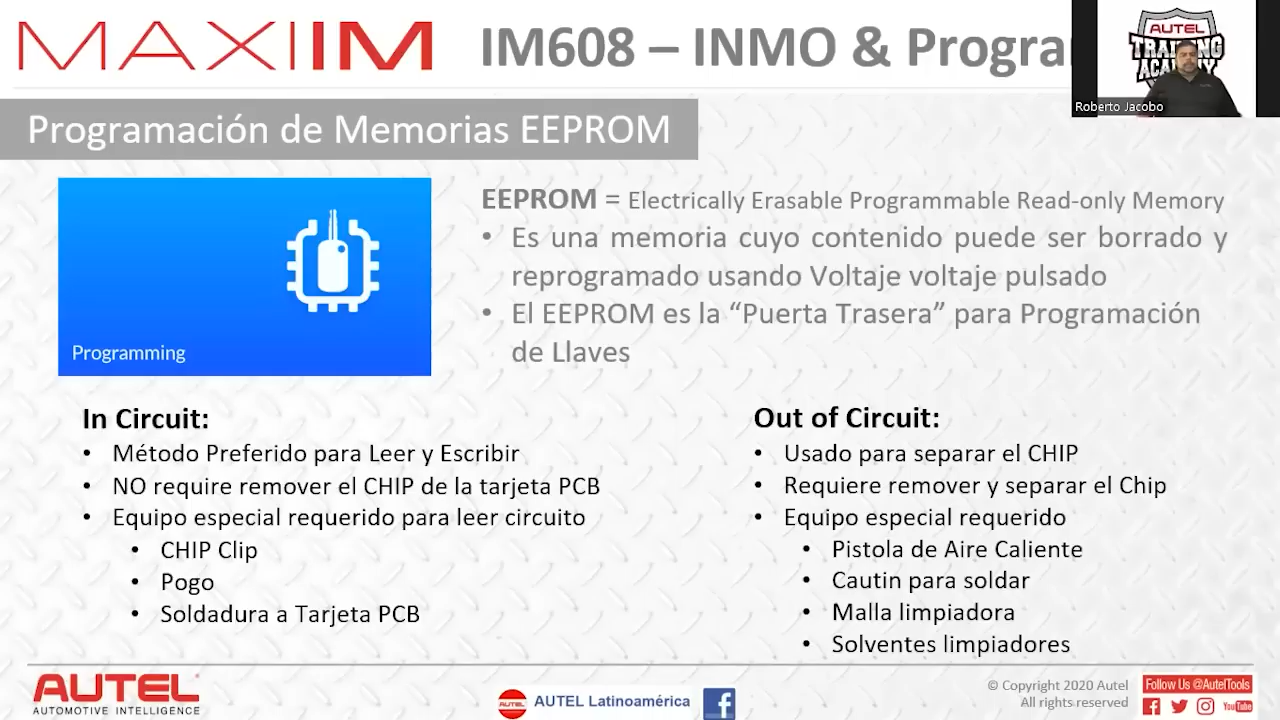 MAXIIM
IM608 – INMO & Progra
AUTEL
TRAINING
ACADEMY
Roberto Jacobo
Programación de Memorias EEPROM
Programming
EEPROM = Electrically Erasable Programmable Read-only Memory
• Es una memoria cuyo contenido puede ser borrado y
reprogramado usando Voltaje voltaje pulsado
• El EEPROM es la “Puerta Trasera” para Programación
de Llaves
In Circuit:
• Método Preferido para Leer y Escribir
• NO require remover el CHIP de la tarjeta PCB
• Equipo especial requerido para leer circuito
• CHIP Clip
• Pogo
• Soldadura a Tarjeta PCB
Out of Circuit:
• Usado para separar el CHIP
• Requiere remover y separar el Chip
• Equipo especial requerido
• Pistola de Aire Caliente
• Cautin para soldar
• Malla limpiadora
• Solventes limpiadores
AUTEL
AUTOMOTIVE INTELLIGENCE
AUTEL
AUTEL Latinoamérica
© Copyright 2020 Autel
All rights reserved
Follow Us @AutelTools
YouTube